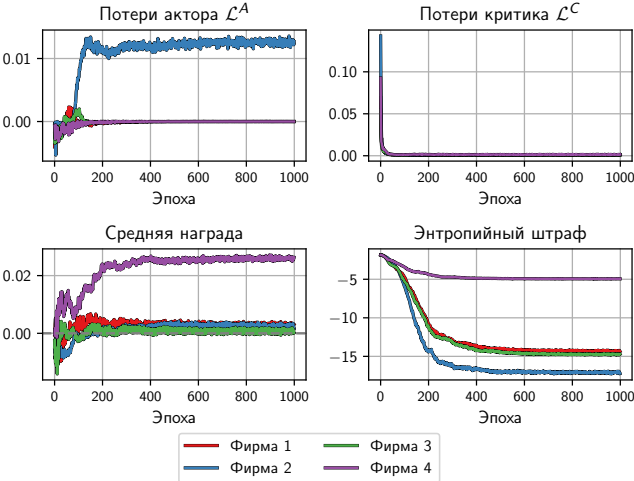 Потери актора ℒ^A
0.01
0.00
0 200 400 600 800 1000
Эпоха
Потери критика ℒ^C
0.10
0.05
0.00
0 200 400 600 800 1000
Эпоха
Средняя награда
0.02
0.00
0 200 400 600 800 1000
Эпоха
Энтропийный штраф
−5
−10
−15
0 200 400 600 800 1000
Эпоха
Фирма 1
Фирма 2
Фирма 3
Фирма 4